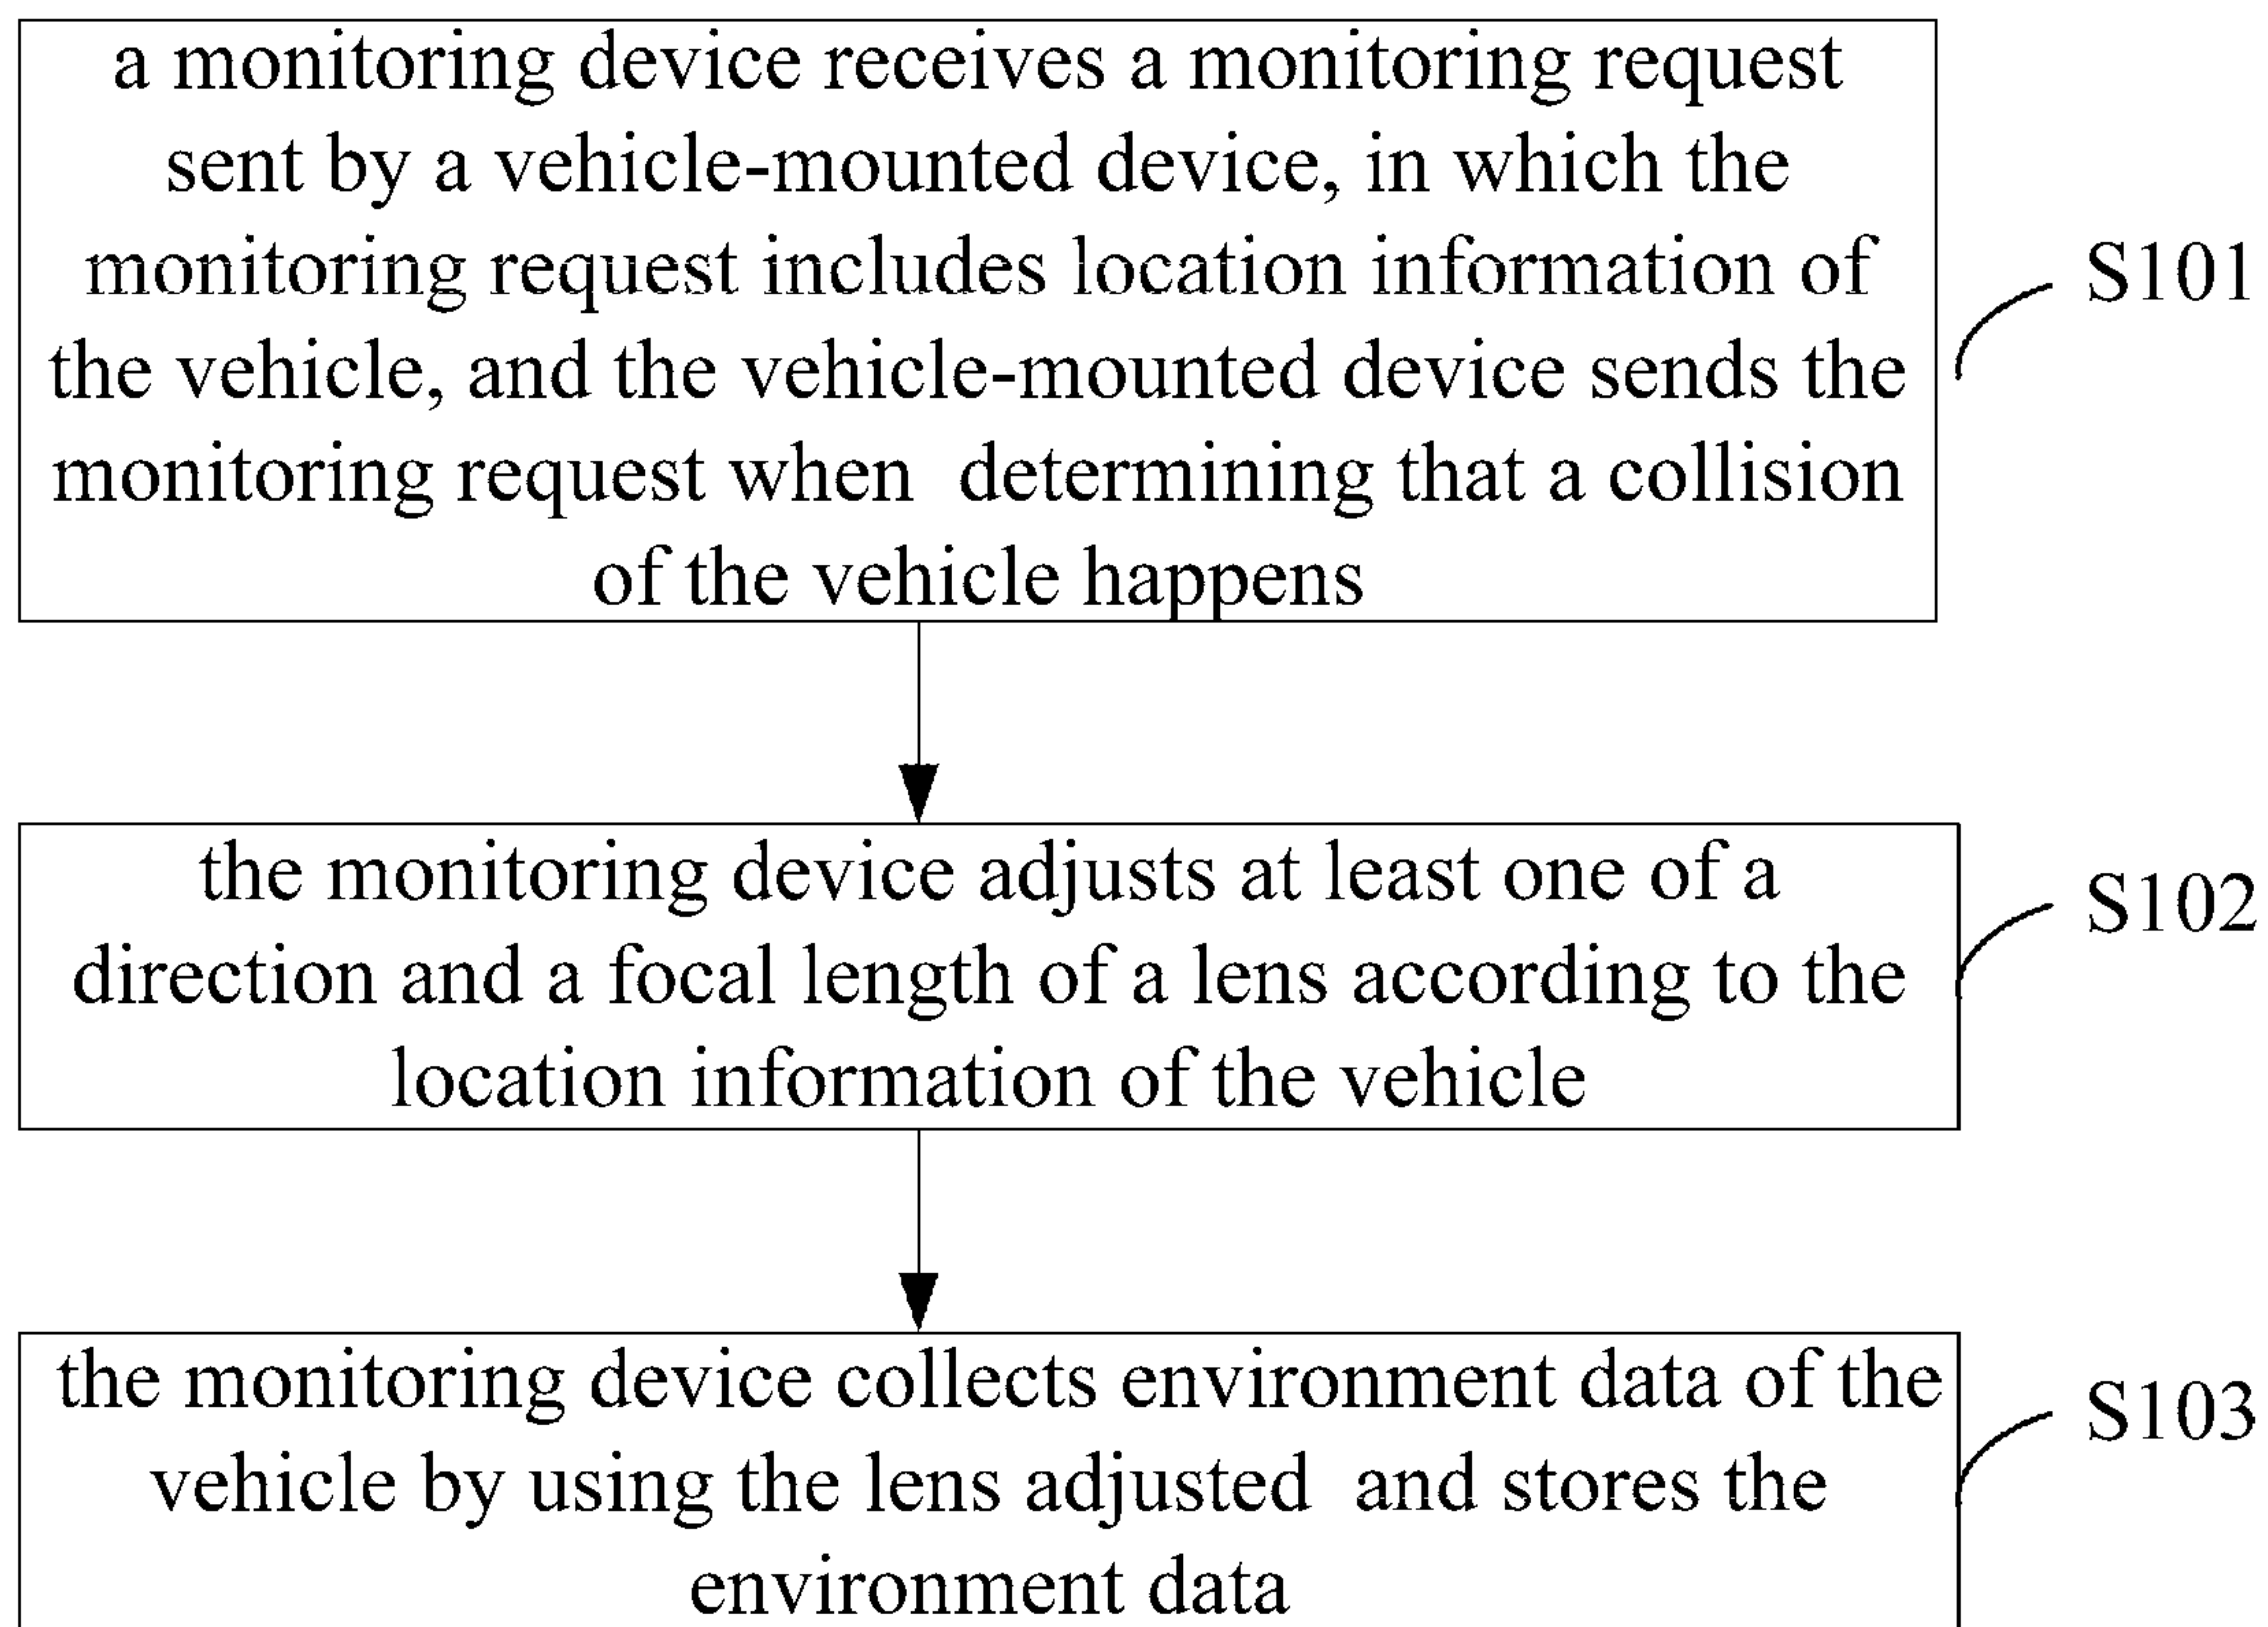 a monitoring device receives a monitoring request
sent by a vehicle-mounted device, in which the
monitoring request includes location information of
the vehicle, and the vehicle-mounted device sends the
monitoring request when determining that a collision
of the vehicle happens
S101
the monitoring device adjusts at least one of a
direction and a focal length of a lens according to the
location information of the vehicle
S102
the monitoring device collects environment data of the
vehicle by using the lens adjusted and stores the
environment data
S103